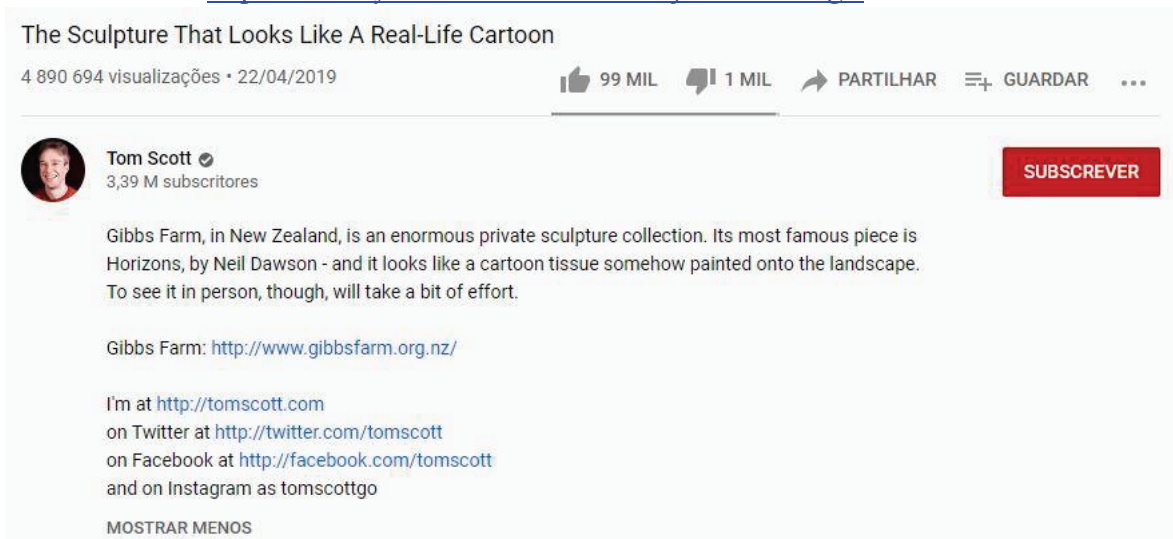 The Sculpture That Looks Like A Real-Life Cartoon
4 890 694 visualizações • 22/04/2019
99 MIL 1 MIL PARTILHAR GUARDAR ...
Tom Scott
3,39 M subscritores
SUBSCREVER
Gibbs Farm, in New Zealand, is an enormous private sculpture collection. Its most famous piece is
Horizons, by Neil Dawson - and it looks like a cartoon tissue somehow painted onto the landscape.
To see it in person, though, will take a bit of effort.
Gibbs Farm: http://www.gibbsfarm.org.nz/
I'm at http://tomscott.com
on Twitter at http://twitter.com/tomscott
on Facebook at http://facebook.com/tomscott
and on Instagram as tomscottgo
MOSTRAR MENOS